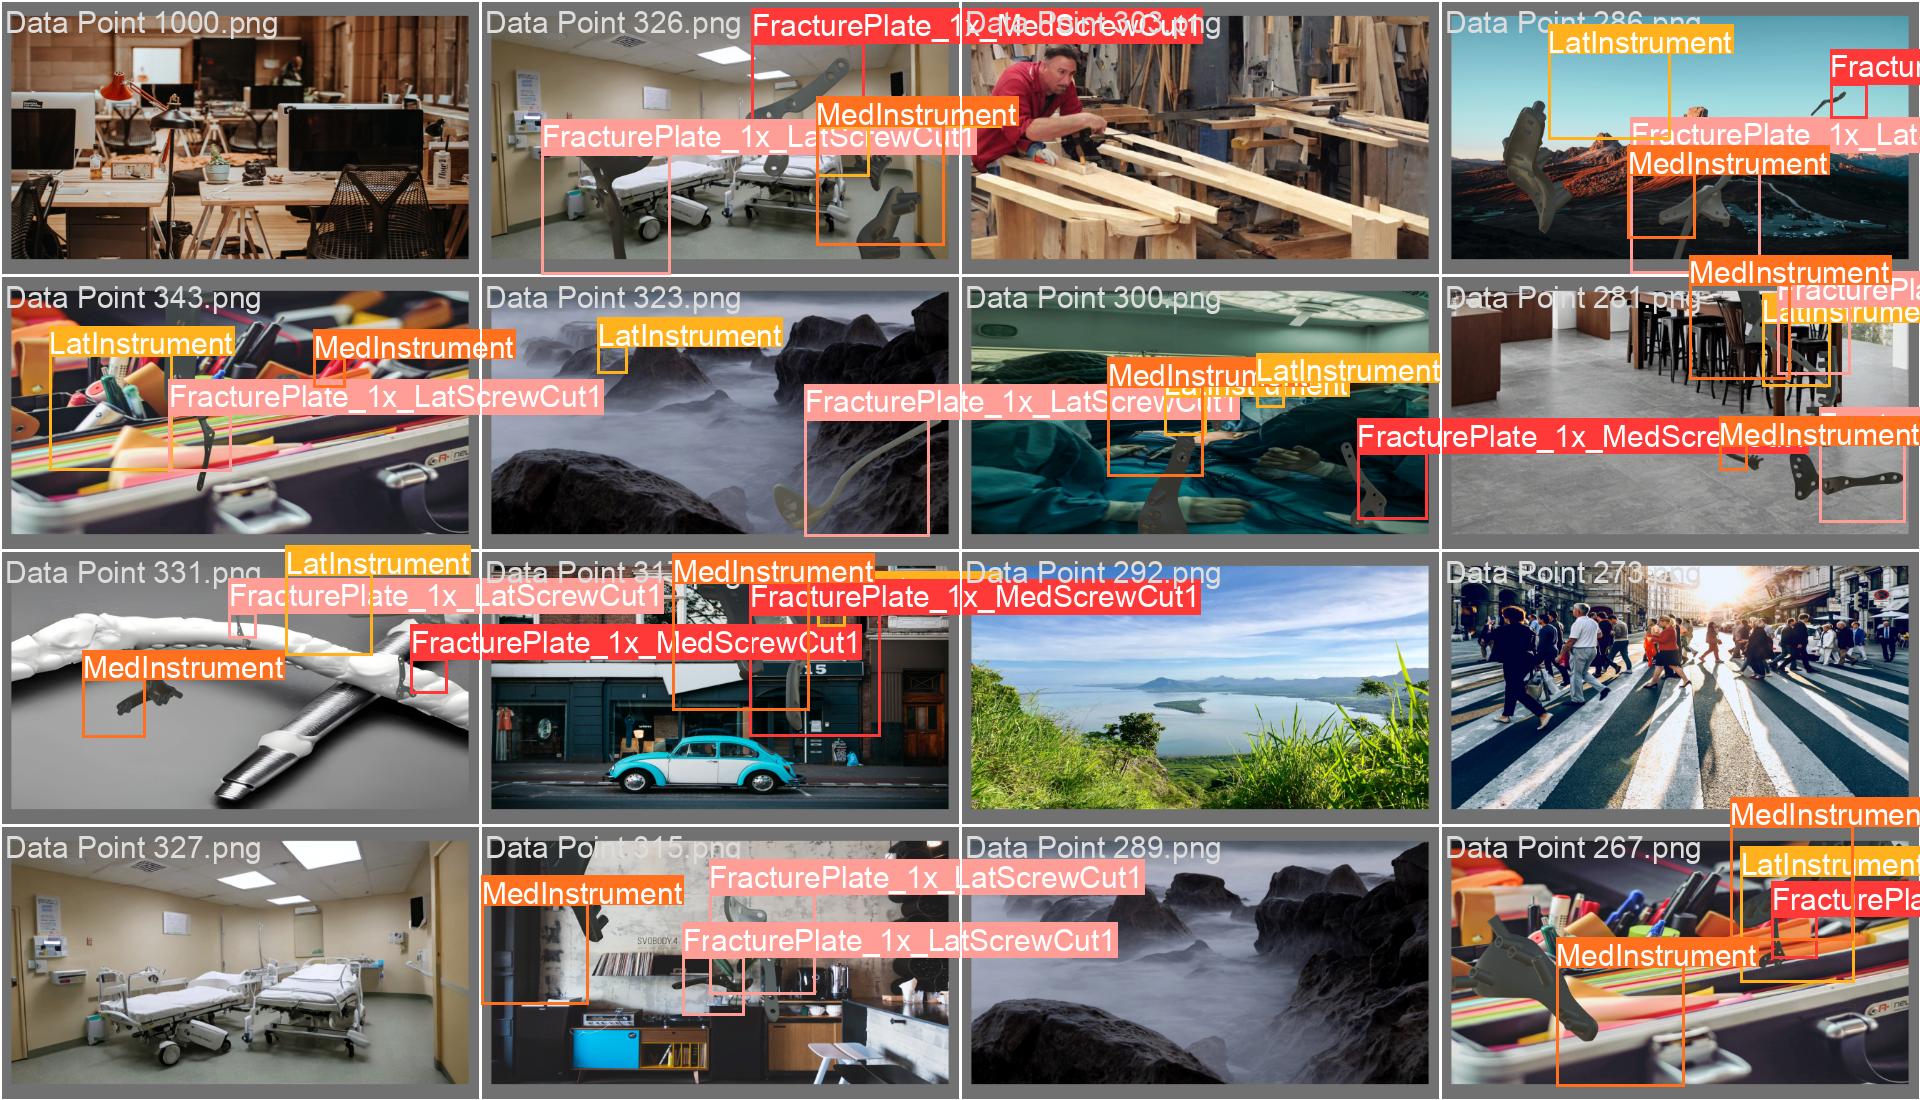 Data Point 1000.png
Data Point 326.png
FracturePlate_1x_MedScrewCut1
MedInstrument
FracturePlate_1x_LatScrewCut1
Data Point 303.png
Data Point 286.png
LatInstrument
Fractur
FracturePlate_1x_Lat
MedInstrument
Data Point 343.png
LatInstrument
MedInstrument
FracturePlate_1x_LatScrewCut1
Data Point 323.png
LatInstrument
FracturePlate_1x_LatScrewCut1
Data Point 300.png
MedInstrum
LatInstrument
LatInstrument
FracturePlate_1x_MedScre
Data Point 281.png
MedInstrument
FracturePla
LatInstrume
MedInstrument
Data Point 331.png
LatInstrument
FracturePlate_1x_LatScrewCut1
FracturePlate_1x_MedScrewCut1
MedInstrument
Data Point 31
MedInstrument
FracturePlate_1x_MedScrewCut1
15
Data Point 292.png
Data Point 273.png
Data Point 327.png
Data Point 315.png
MedInstrument
FracturePlate_1x_LatScrewCut1
FracturePlate_1x_LatScrewCut1
SVOBODY.4
Data Point 289.png
Data Point 267.png
MedInstrumen
LatInstrument
FracturePla
MedInstrument